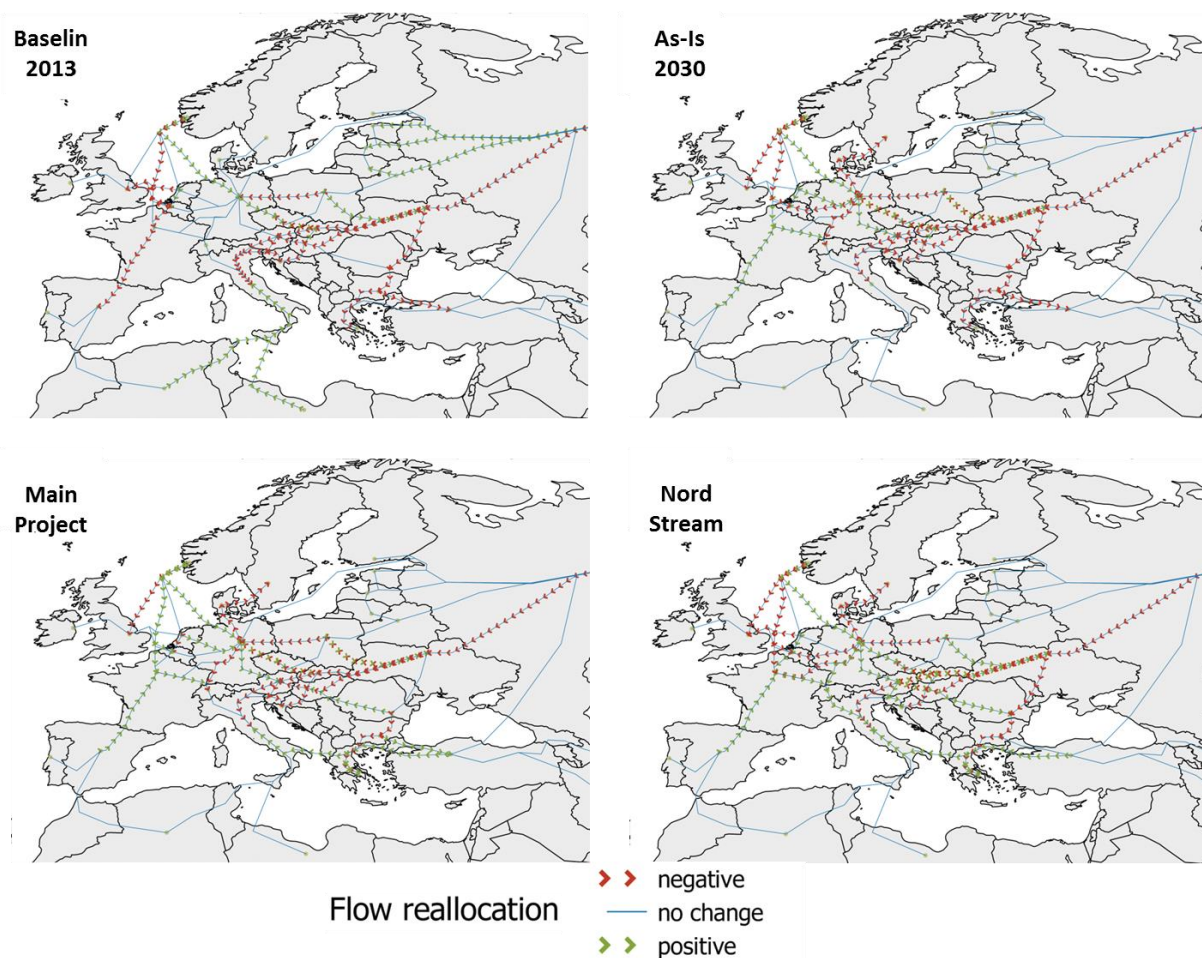 Baselin
2013
As-Is
2030
Main
Project
Nord
Stream
Flow reallocation
negative
no change
positive